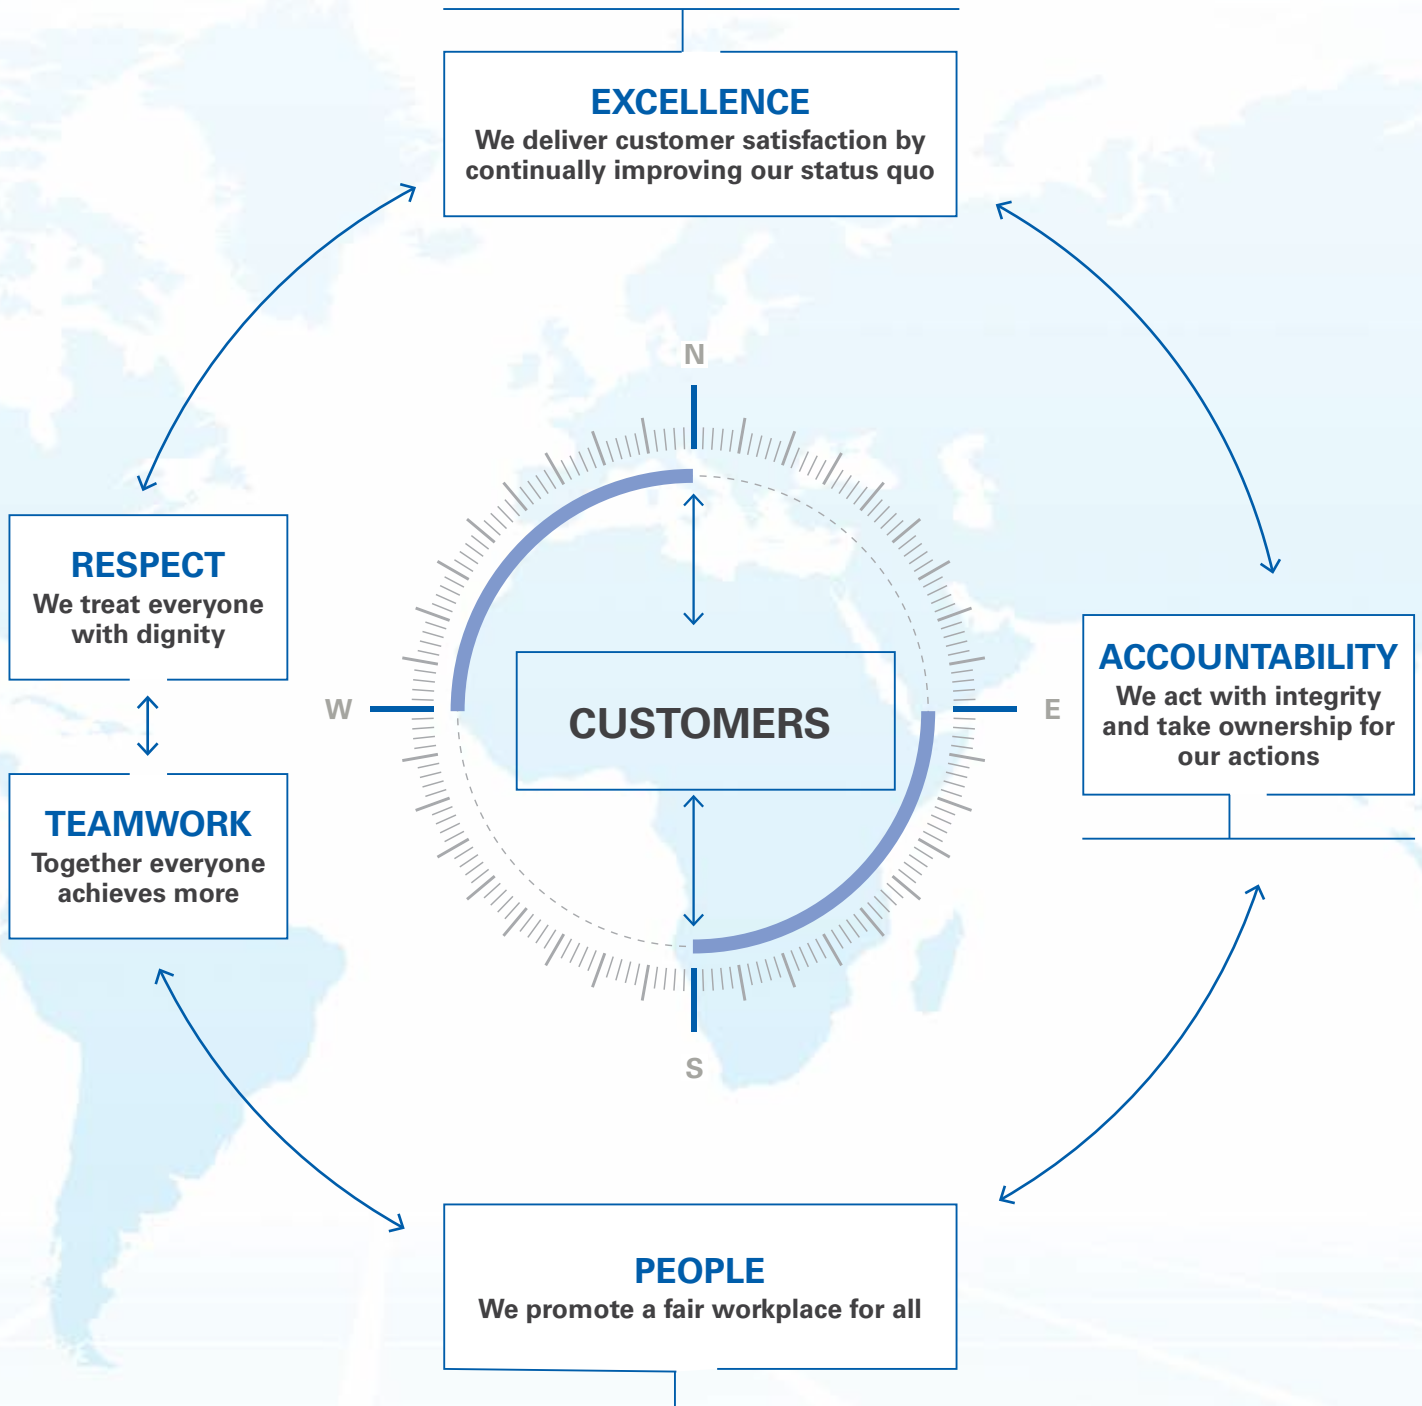 EXCELLENCE
We deliver customer satisfaction by
continually improving our status quo
N
RESPECT
We treat everyone
with dignity
W
CUSTOMERS
E
ACCOUNTABILITY
We act with integrity
and take ownership for
our actions
TEAMWORK
Together everyone
achieves more
S
PEOPLE
We promote a fair workplace for all